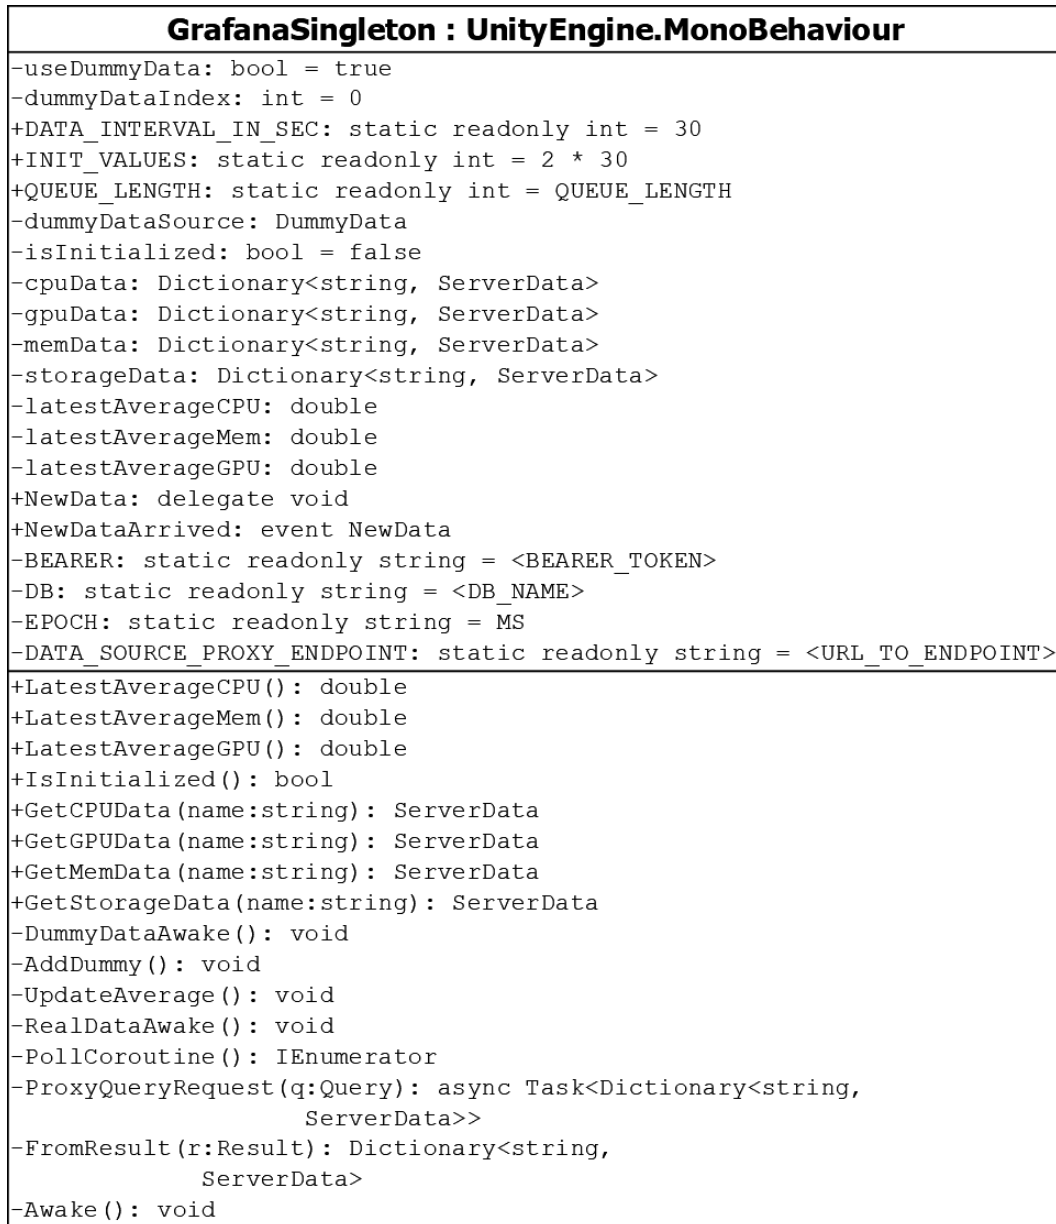 GrafanaSingleton : UnityEngine.MonoBehaviour
-useDummyData: bool = true
-dummyDataIndex: int = 0
+DATA_INTERVAL_IN_SEC: static readonly int = 30
+INIT_VALUES: static readonly int = 2 * 30
+QUEUE_LENGTH: static readonly int = QUEUE_LENGTH
-dummyDataSource: DummyData
-isInitialized: bool = false
-cpuData: Dictionary<string, ServerData>
-gpuData: Dictionary<string, ServerData>
-memData: Dictionary<string, ServerData>
-storageData: Dictionary<string, ServerData>
-latestAverageCPU: double
-latestAverageMem: double
-latestAverageGPU: double
+NewData: delegate void
+NewDataArrived: event NewData
-BEARER: static readonly string = <BEARER_TOKEN>
-DB: static readonly string = <DB_NAME>
-EPOCH: static readonly string = MS
-DATA_SOURCE_PROXY_ENDPOINT: static readonly string = <URL_TO_ENDPOINT>
+LatestAverageCPU(): double
+LatestAverageMem(): double
+LatestAverageGPU(): double
+IsInitialized(): bool
+GetCPUData(name:string): ServerData
+GetGPUData(name:string): ServerData
+GetMemData(name:string): ServerData
+GetStorageData(name:string): ServerData
-DummyDataAwake(): void
-AddDummy(): void
-UpdateAverage(): void
-RealDataAwake(): void
-PollCoroutine(): IEnumerator
-ProxyQueryRequest(q:Query): async Task<Dictionary<string,
ServerData>>
-FromResult(r:Result): Dictionary<string,
ServerData>
-Awake(): void